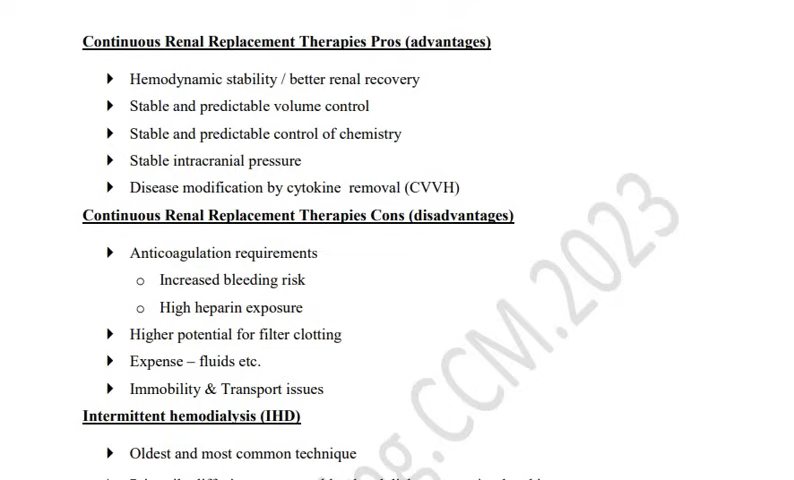 Continuous Renal Replacement Therapies Pros (advantages)
Hemodynamic stability / better renal recovery
Stable and predictable volume control
Stable and predictable control of chemistry
Stable intracranial pressure
Disease modification by cytokine removal (CVVH)
Continuous Renal Replacement Therapies Cons (disadvantages)
Anticoagulation requirements
Increased bleeding risk
High heparin exposure
Higher potential for filter clotting
Expense – fluids etc.
Immobility & Transport issues
Intermittent hemodialysis (IHD)
Oldest and most common technique
ng.CCM.2023